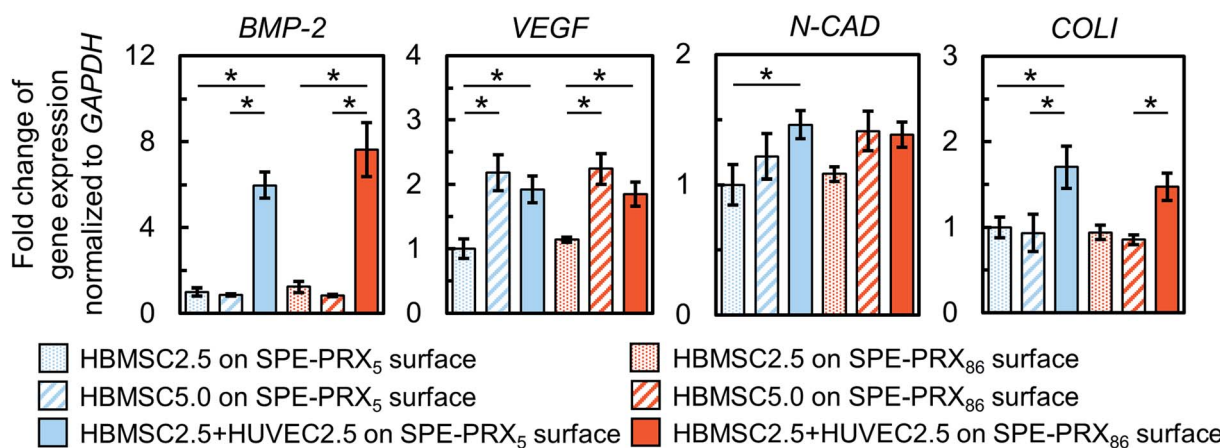 BMP-2 VEGF N-CAD COLI
Fold change of
gene expression
normalized to GAPDH
12
8
4
0
* *
* *
4
3
2
1
0
* *
* *
2
1
0
*
3
2
1
0
*
* *
HBMSC2.5 on SPE-PRX₅ surface
HBMSC5.0 on SPE-PRX₅ surface
HBMSC2.5+HUVEC2.5 on SPE-PRX₅ surface
HBMSC2.5 on SPE-PRX₈₆ surface
HBMSC5.0 on SPE-PRX₈₆ surface
HBMSC2.5+HUVEC2.5 on SPE-PRX₈₆ surface